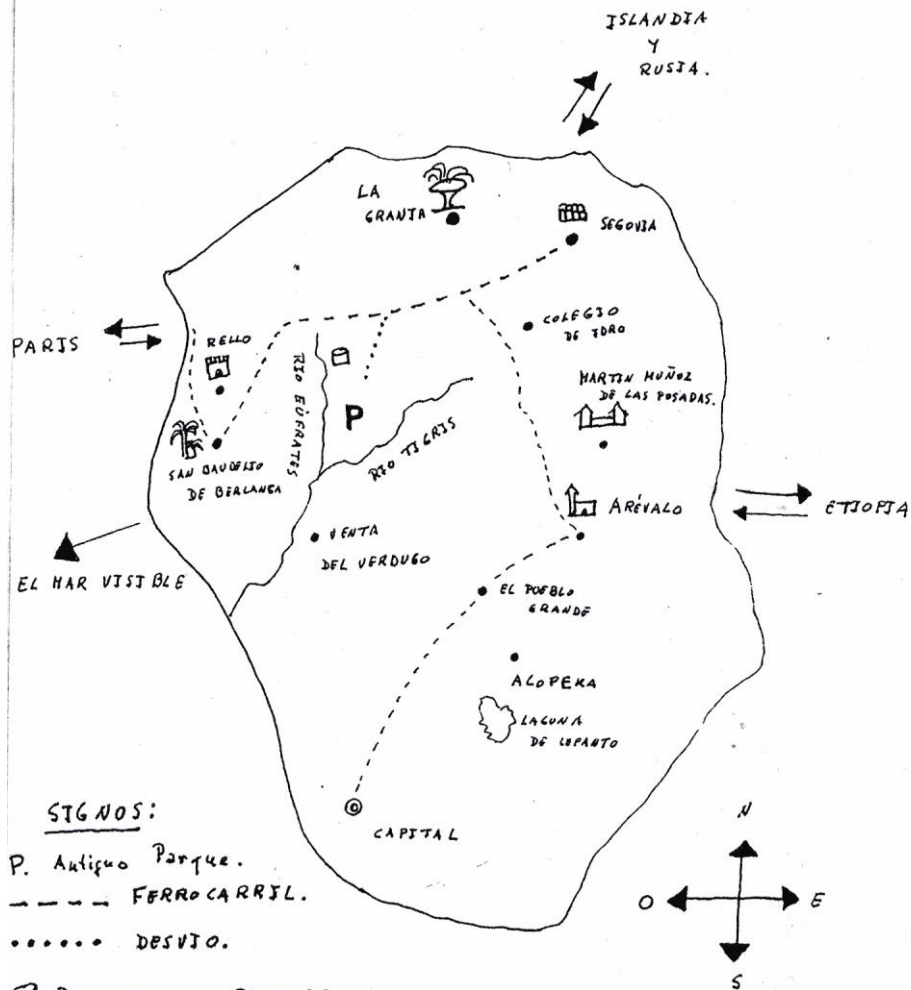 ISLANDIA
Y
RUSIA.
LA
GRANJA
SEGOVIA
COLEGIO
DE IDRO
PARIS
RELLO
RIO EÚFRATES
P
RIO TIGRIS
MARTIN MUÑOZ
DE LAS POSADAS.
SAN BAUDELIO
DE BERLANGA
ARÉVALO
ETIOPIA
VENTA
DEL VERDUGO
EL MAR VISIBLE
EL PUEBLO
GRANDE
ALOPEKA
LAGUNA
DE LEPANTO
CAPITAL
SIGNOS:
P. Antiguo Parque.
FERROCARRIL.
DESVIO.
N
O
E
S